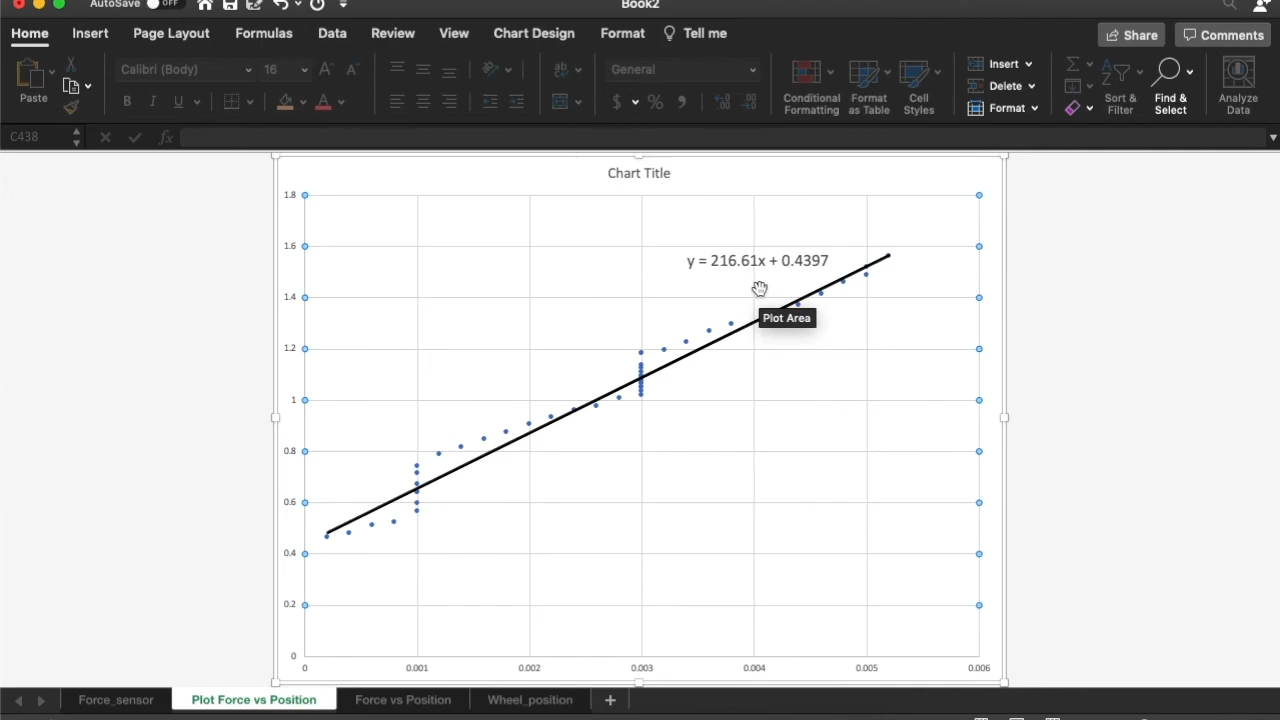 AutoSave OFF Book2
Home Insert Page Layout Formulas Data Review View Chart Design Format Tell me Share Comments
Paste Calibri (Body) 16 A A General Insert
B I U A $ % Delete
Conditional Formatting Format as Table Cell Styles Format Sort & Filter Find & Select Analyze Data
C438 fx
Chart Title
1.8
1.6
y = 216.61x + 0.4397
1.4
Plot Area
1.2
1
0.8
0.6
0.4
0.2
0
0 0.001 0.002 0.003 0.004 0.005 0.006
Force_sensor Plot Force vs Position Force vs Position Wheel_position +